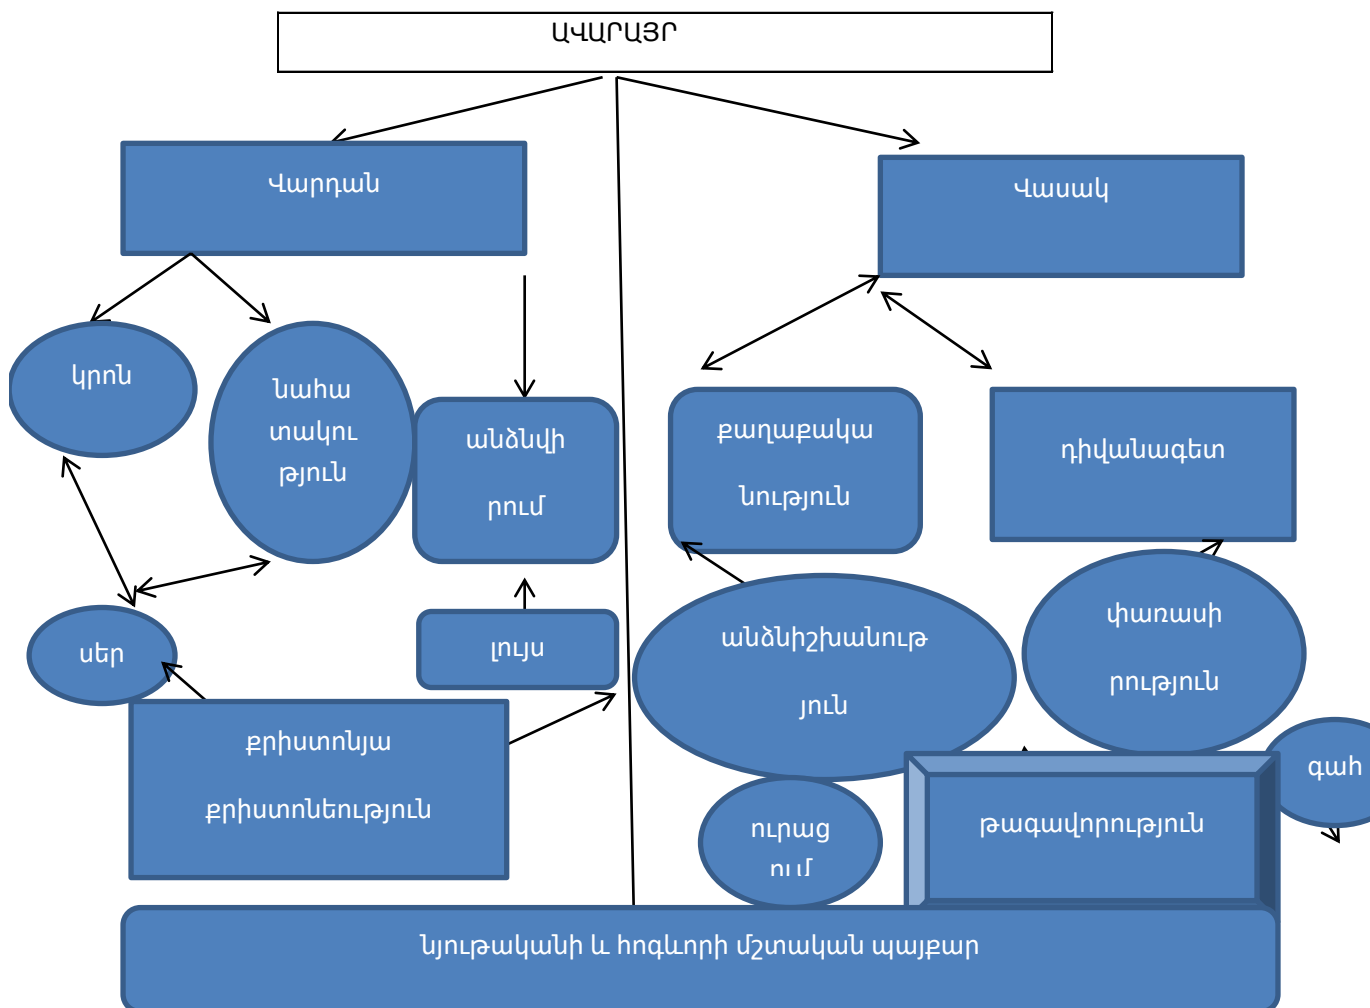 ԱՎԱՐԱՅՐ
Վարդան
Վասակ
կրոն
նահա
տակու
թյուն
անձնվի
րում
քաղաքակա
նություն
դիվանագետ
սեր
լույս
անձնիշխանութ
յուն
փառասի
րություն
քրիստոնյա
քրիստոնեություն
ուրաց
ում
թագավորություն
գահ
նյութականի և հոգևորի մշտական պայքար